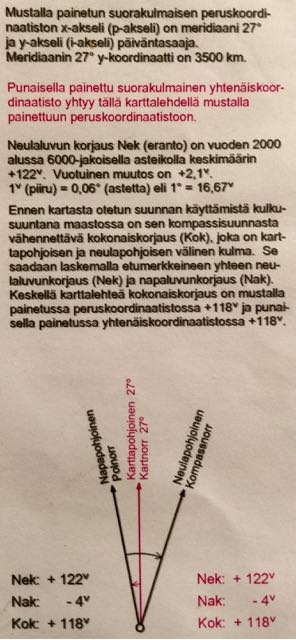 Mustalla painetun suorakulmaisen peruskoordi-
naatiston x-akseli (p-akseli) on meridiaani 27°
ja y-akseli (i-akseli) päiväntasaaja.
Meridiaanin 27° y-koordinaatti on 3500 km.
Punaisella painettu suorakulmainen yhtenäiskoor-
dinaatisto yhtyy tällä karttalehdellä mustalla
painettuun peruskoordinaatistoon.
Neulaluvun korjaus Nek (eranto) on vuoden 2000
alussa 6000-jakoisella asteikolla keskimäärin
+122ᵛ. Vuotuinen muutos on +2,1ᵛ.
1ᵛ (piiru) = 0,06° (astetta) eli 1° = 16,67ᵛ
Ennen kartasta otetun suunnan käyttämistä kulku-
suuntana maastossa on sen kompassisuunnasta
vähennettävä kokonaiskorjaus (Kok), joka on kart-
tapohjoisen ja neulapohjoisen välinen kulma. Se
saadaan laskemalla etumerkkeineen yhteen neu-
laluvunkorjaus (Nek) ja napaluvunkorjaus (Nak).
Keskellä karttalehteä kokonaiskorjaus on mustalla
painetussa peruskoordinaatistossa +118ᵛ ja punai-
sella painetussa yhtenäiskoordinaatistossa +118ᵛ.
Napapohjoinen
Polnorr
Karttapohjoinen 27°
Kartnorr 27°
Neulapohjoinen
Kompassnorr
Nek: + 122ᵛ
Nak: - 4ᵛ
Kok: + 118ᵛ
Nek: + 122ᵛ
Nak: - 4ᵛ
Kok: + 118ᵛ